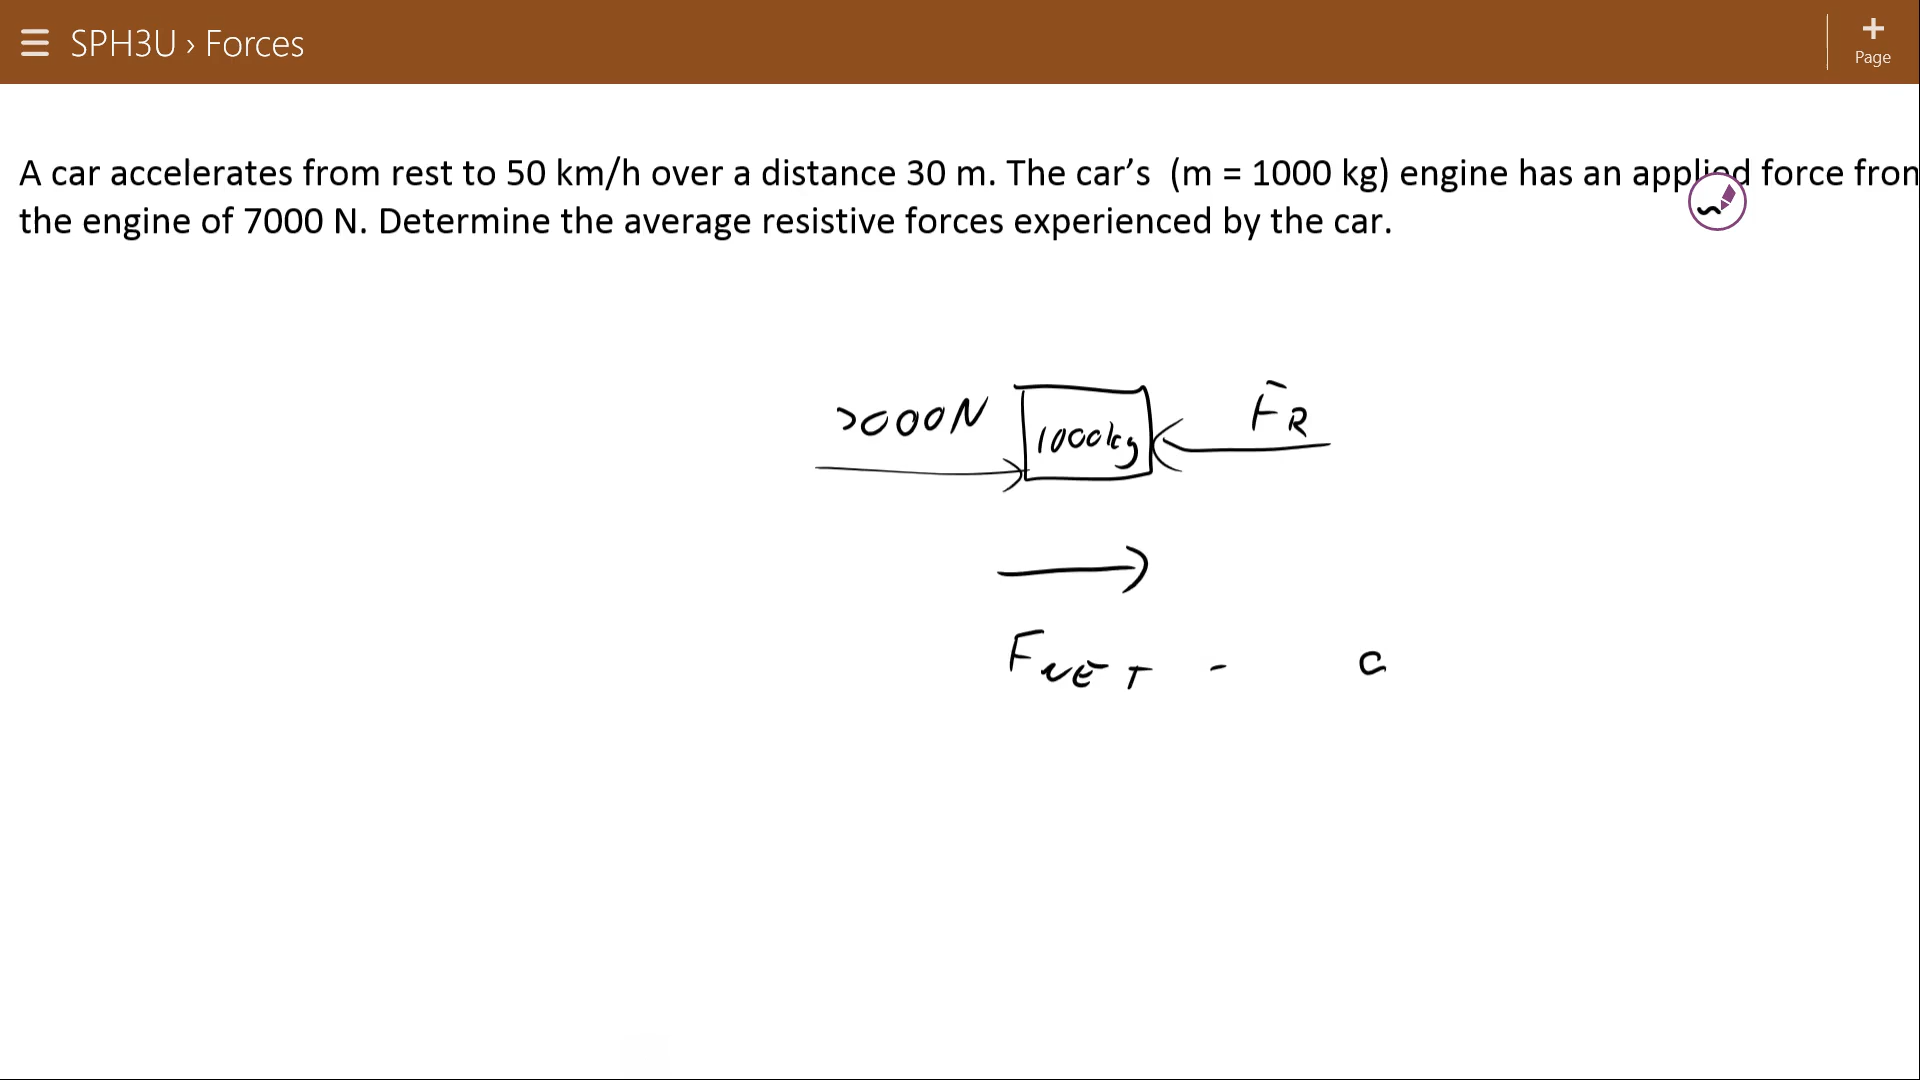 SPH3U › Forces
+
Page
A car accelerates from rest to 50 km/h over a distance 30 m. The car’s (m = 1000 kg) engine has an applied force fron
the engine of 7000 N. Determine the average resistive forces experienced by the car.
7000N
1000kg
FR
FNET - a